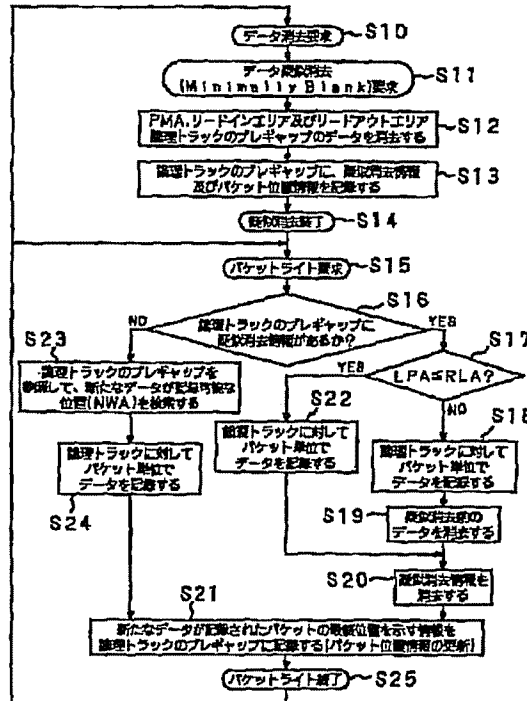 データ消去要求
S10
データ疑似消去
(Minimally Blank)要求
S11
PMA、リードインエリア及びリードアウトエリア
論理トラックのプレギャップのデータを消去する
S12
論理トラックのプレギャップに、疑似消去情報
及びパケット位置情報を記録する
S13
疑似消去終了
S14
パケットライト要求
S15
論理トラックのプレギャップに
疑似消去情報があるか?
S16
NO
YES
S23
論理トラックのプレギャップを
参照して、新たなデータが記録可能な
位置(NWA)を検索する
LPA≦RLA?
S17
YES
NO
S22
論理トラックに対して
パケット単位で
データを記録する
S18
論理トラックに対して
パケット単位で
データを記録する
論理トラックに対して
パケット単位で
データを記録する
S24
S19
疑似消去前の
データを消去する
S20
疑似消去情報を
消去する
S21
新たなデータが記録されたパケットの最終位置を示す情報を
論理トラックのプレギャップに記録する(パケット位置情報の更新)
パケットライト終了
S25